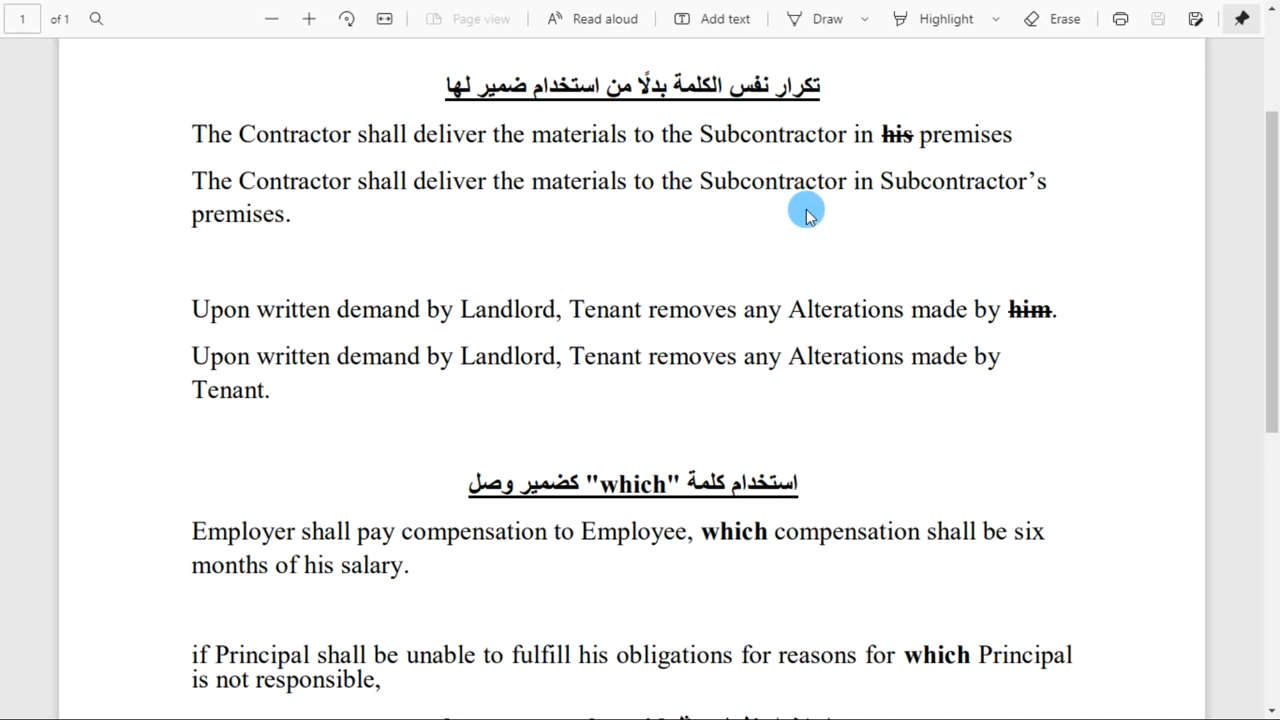 1 of 1 Page view Read aloud Add text Draw Highlight Erase
تكرار نفس الكلمة بدلًا من استخدام ضمير لها
The Contractor shall deliver the materials to the Subcontractor in his premises
The Contractor shall deliver the materials to the Subcontractor in Subcontractor’s
premises.
Upon written demand by Landlord, Tenant removes any Alterations made by him.
Upon written demand by Landlord, Tenant removes any Alterations made by
Tenant.
استخدام كلمة "which" كضمير وصل
Employer shall pay compensation to Employee, which compensation shall be six
months of his salary.
if Principal shall be unable to fulfill his obligations for reasons for which Principal
is not responsible,